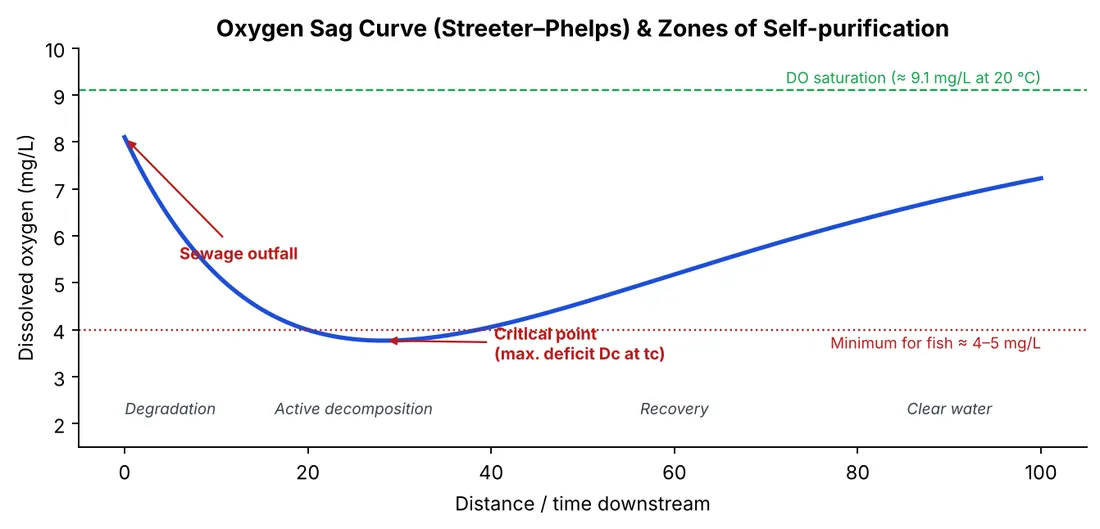 Oxygen Sag Curve (Streeter–Phelps) & Zones of Self-purification
Dissolved oxygen (mg/L)
10
9
8
7
6
5
4
3
2
DO saturation (≈ 9.1 mg/L at 20 °C)
Sewage outfall
Critical point
(max. deficit Dc at tc)
Minimum for fish ≈ 4–5 mg/L
Degradation
Active decomposition
Recovery
Clear water
0
20
40
60
80
100
Distance / time downstream